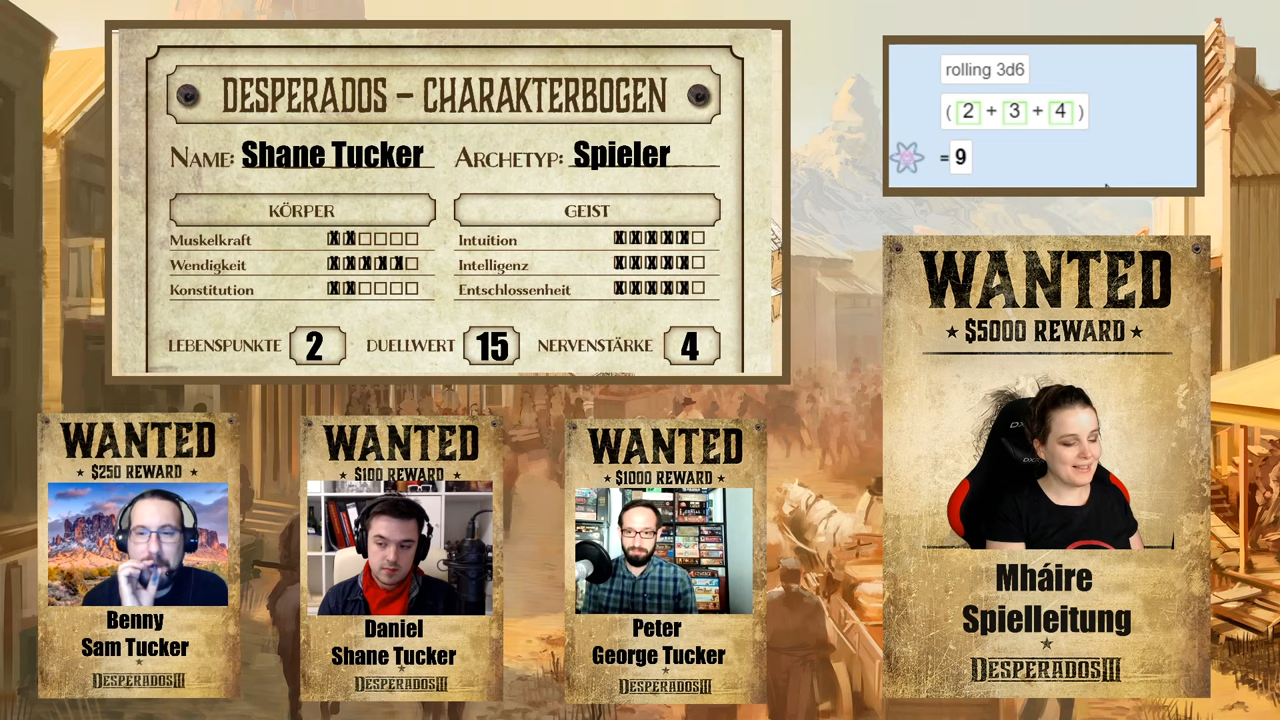 DESPERADOS – CHARAKTERBOGEN
NAME: Shane Tucker ARCHETYP: Spieler
KÖRPER GEIST
Muskelkraft X X Intuition X X X X X
Wendigkeit X X X X X Intelligenz X X X X X
Konstitution X X Entschlossenheit X X X X X
LEBENSPUNKTE 2 DUELLWERT 15 NERVENSTÄRKE 4
rolling 3d6
( 2 + 3 + 4 )
= 9
WANTED
$5000 REWARD
Mháire
Spielleitung
DESPERADOS III
WANTED
$250 REWARD
Benny
Sam Tucker
DESPERADOS III
WANTED
$100 REWARD
Daniel
Shane Tucker
DESPERADOS III
WANTED
$1000 REWARD
Peter
George Tucker
DESPERADOS III